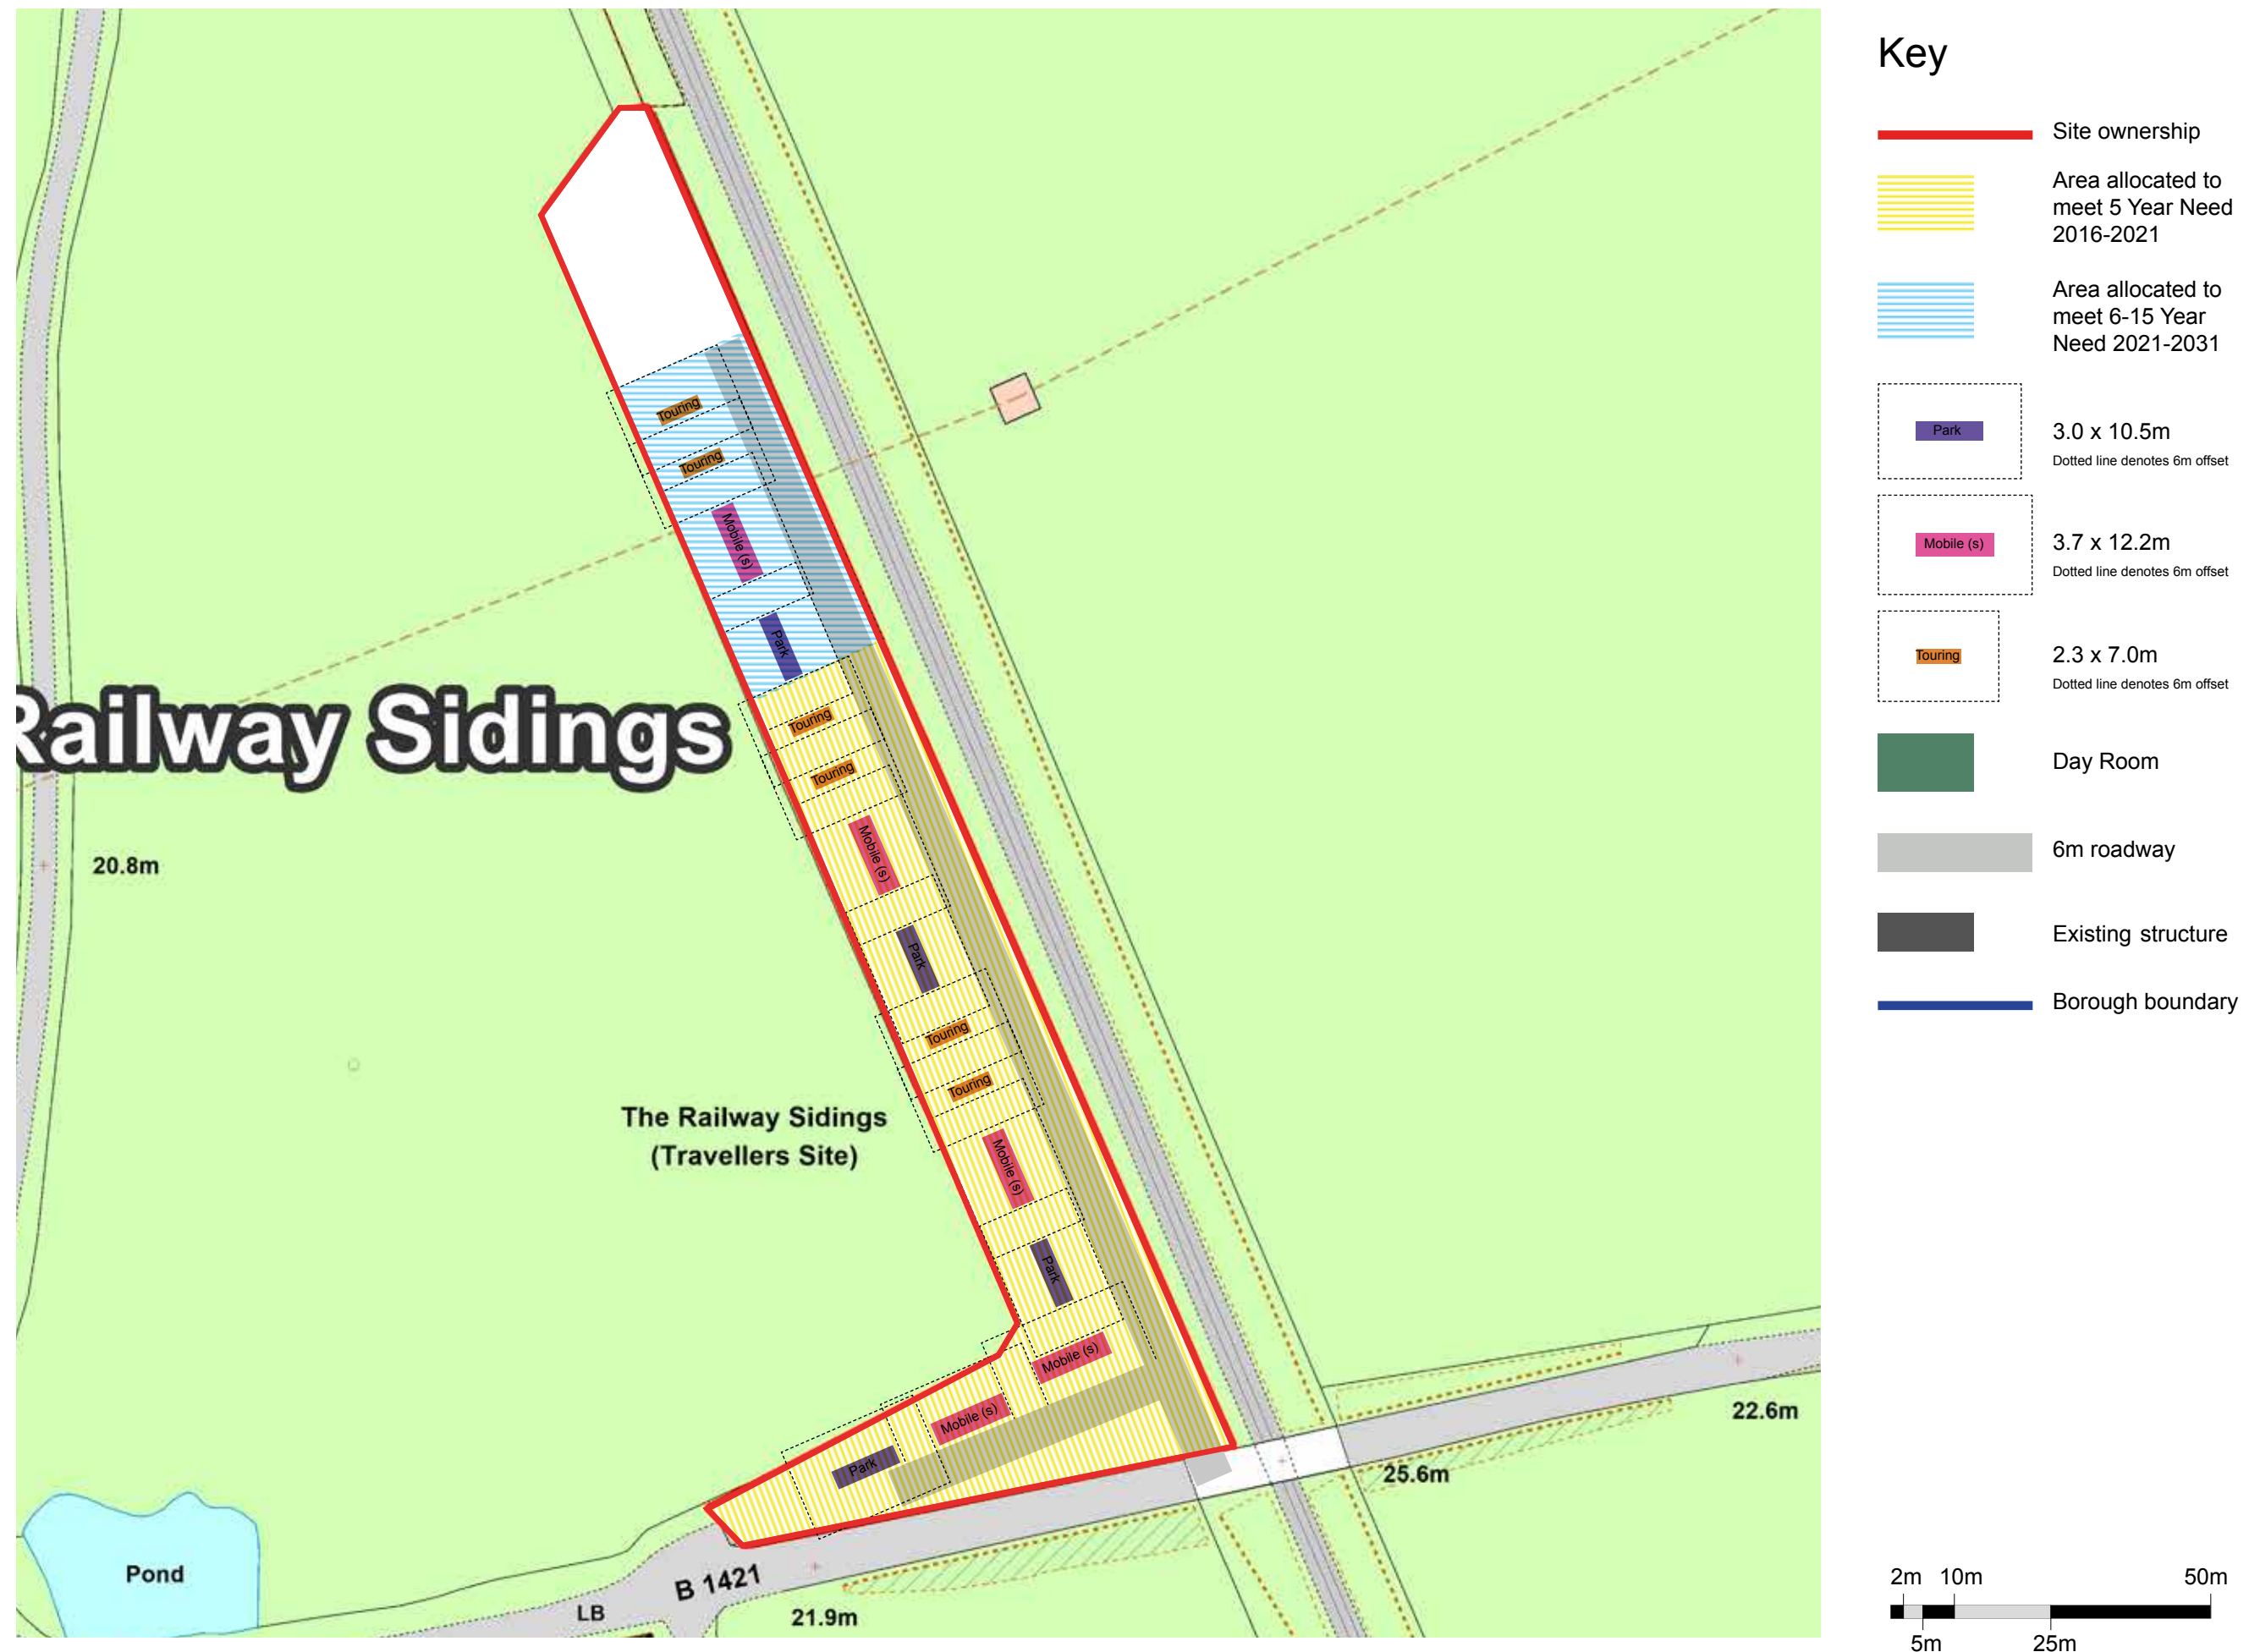 Key
Site ownership
Area allocated to
meet 5 Year Need
2016-2021
Area allocated to
meet 6-15 Year
Need 2021-2031
Park
3.0 x 10.5m
Dotted line denotes 6m offset
Mobile (s)
3.7 x 12.2m
Dotted line denotes 6m offset
Touring
2.3 x 7.0m
Dotted line denotes 6m offset
Day Room
6m roadway
Existing structure
Borough boundary
2m 10m 50m
5m 25m
Touring
Touring
Mobile (s)
Park
Railway Sidings
Touring
Touring
Mobile (s)
20.8m
Park
Touring
Touring
The Railway Sidings
(Travellers Site)
Mobile (s)
Park
Mobile (s)
Mobile (s)
Park
22.6m
25.6m
Pond
B 1421
LB
21.9m